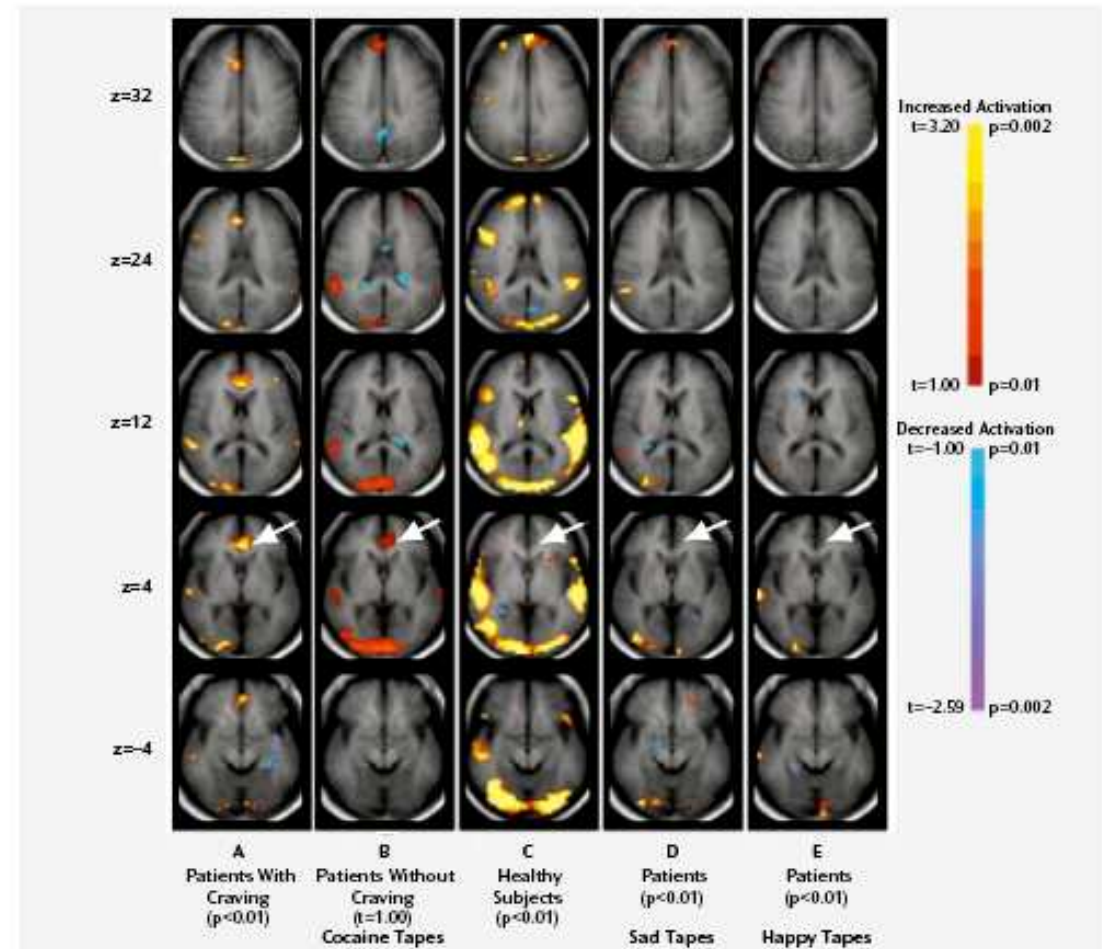 z=32
z=24
z=12
z=4
z=–4
Increased Activation
t=3.20 p=0.002
t=1.00 p=0.01
Decreased Activation
t=–1.00 p=0.01
t=–2.59 p=0.002
A
Patients With
Craving
(p<0.01)
B
Patients Without
Craving
(t=1.00)
Cocaine Tapes
C
Healthy
Subjects
(p<0.01)
D
Patients
(p<0.01)
Sad Tapes
E
Patients
(p<0.01)
Happy Tapes